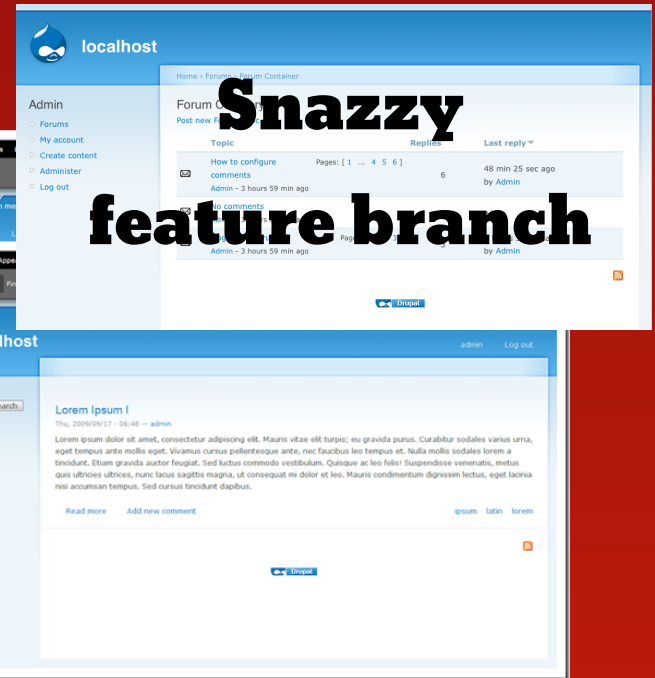 localhost
Home › Forums › Forum Container
Admin
Forums
My account
Create content
Administer
Log out
Forum
Snazzy
Post new
Topic Replies Last reply
How to configure comments Pages: [ 1 ... 4 5 6 ] 6 48 min 25 sec ago
Admin - 3 hours 59 min ago by Admin
No comments
feature branch
Admin - 3 hours 59 min ago by Admin
Drupal
lhost
admin Log out
earch
Lorem Ipsum I
Thu, 2009/09/17 - 06:48 — admin
Lorem ipsum dolor sit amet, consectetur adipiscing elit. Mauris vitae elit turpis; eu gravida purus. Curabitur sodales varius urna,
eget tempus ante mollis eget. Vivamus cursus pellentesque ante, nec faucibus leo tempus et. Nulla mollis sodales lorem a
tincidunt. Etiam gravida auctor feugiat. Sed luctus commodo vestibulum. Quisque ac leo felis! Suspendisse venenatis, metus
quis ultricies ultrices, nunc lacus sagittis magna, ut consequat mi dolor et leo. Mauris condimentum dignissim lectus, eget lacinia
nisi accumsan tempus. Sed cursus tincidunt dapibus.
Read more Add new comment ipsum latin lorem
Drupal